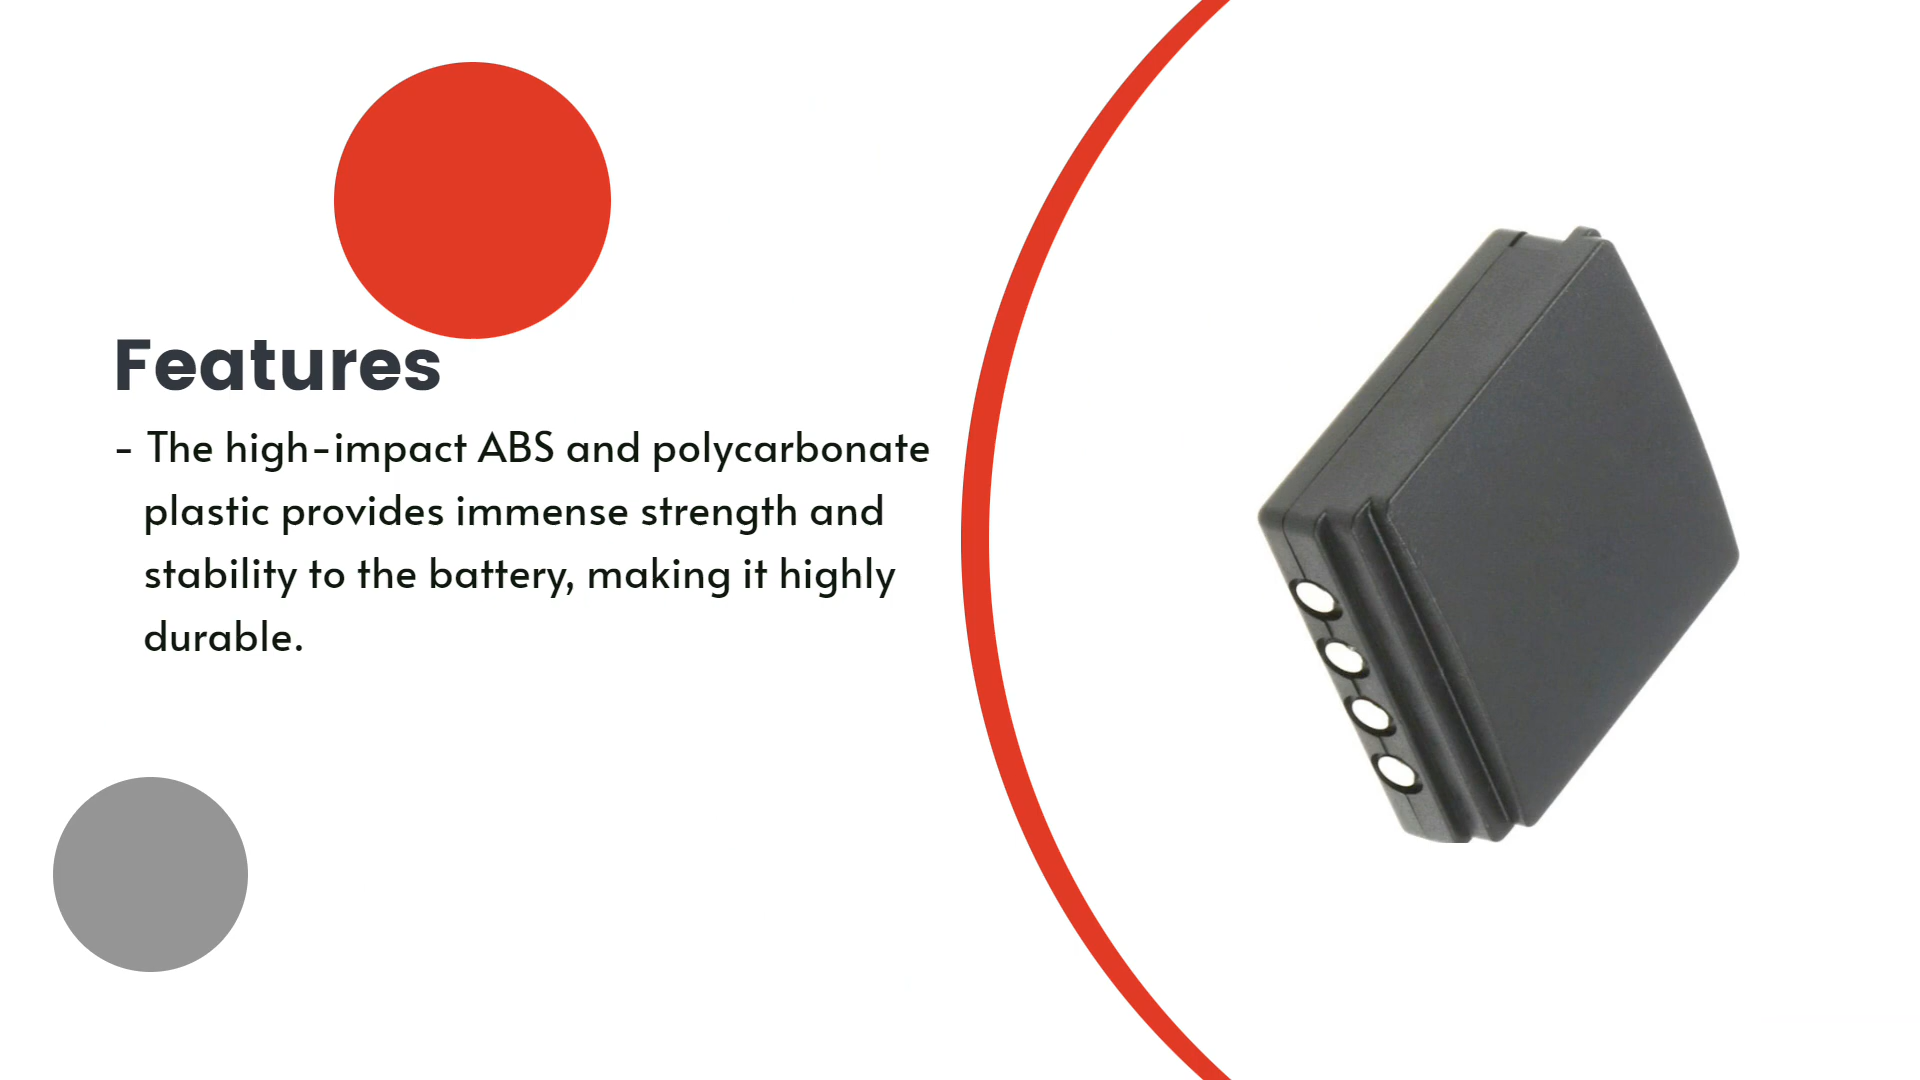 Features
- The high-impact ABS and polycarbonate
plastic provides immense strength and
stability to the battery, making it highly
durable.